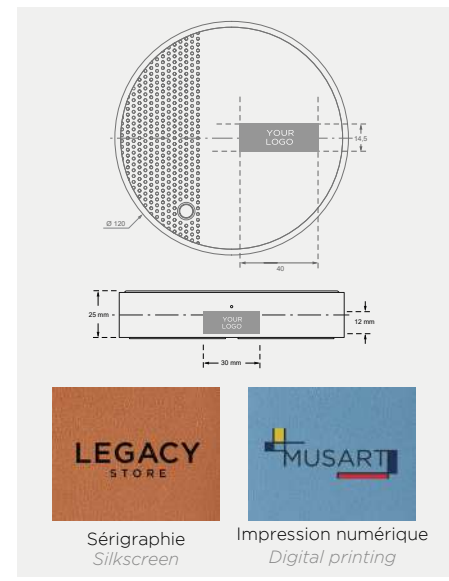 YOUR
LOGO
14,5
Ø 120
40
25 mm
YOUR
LOGO
12 mm
30 mm
LEGACY
STORE
MUSART
Sérigraphie
Silkscreen
Impression numérique
Digital printing